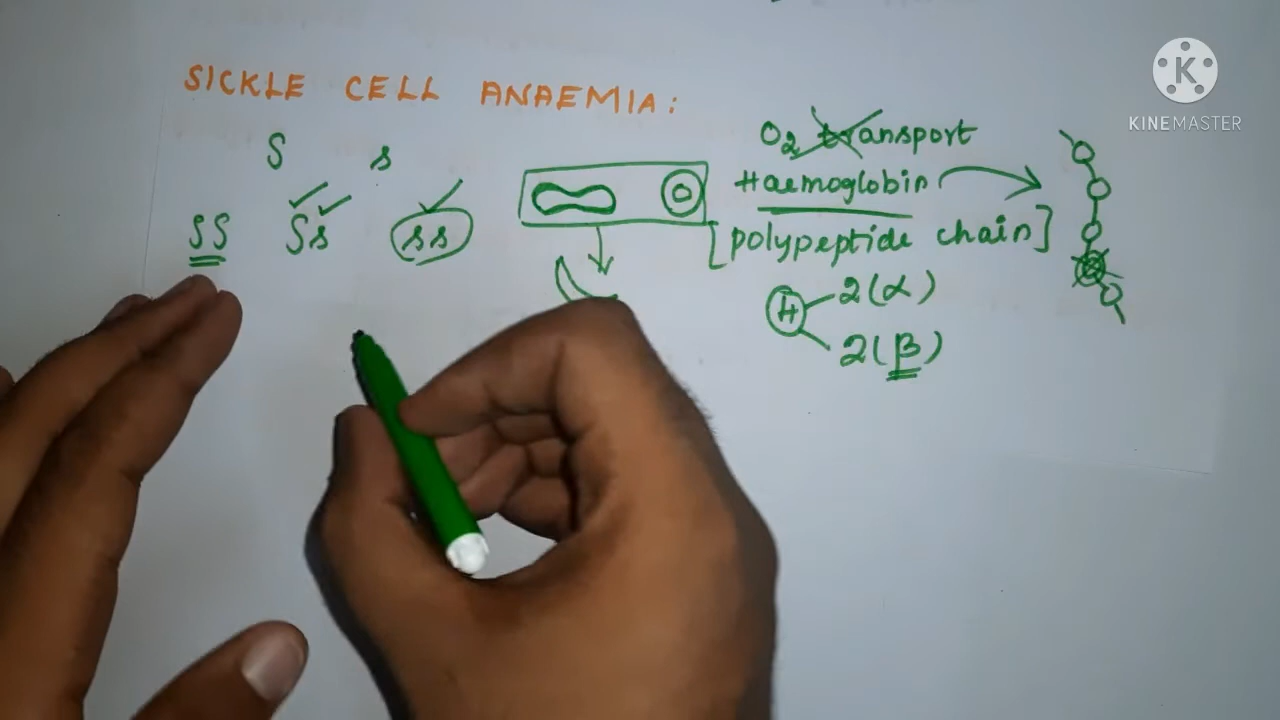 SICKLE CELL ANAEMIA:
S s
SS Ss ss
O2 transport
Haemoglobin
[polypeptide chain]
H 2(α)
2(β)
K
KINEMASTER